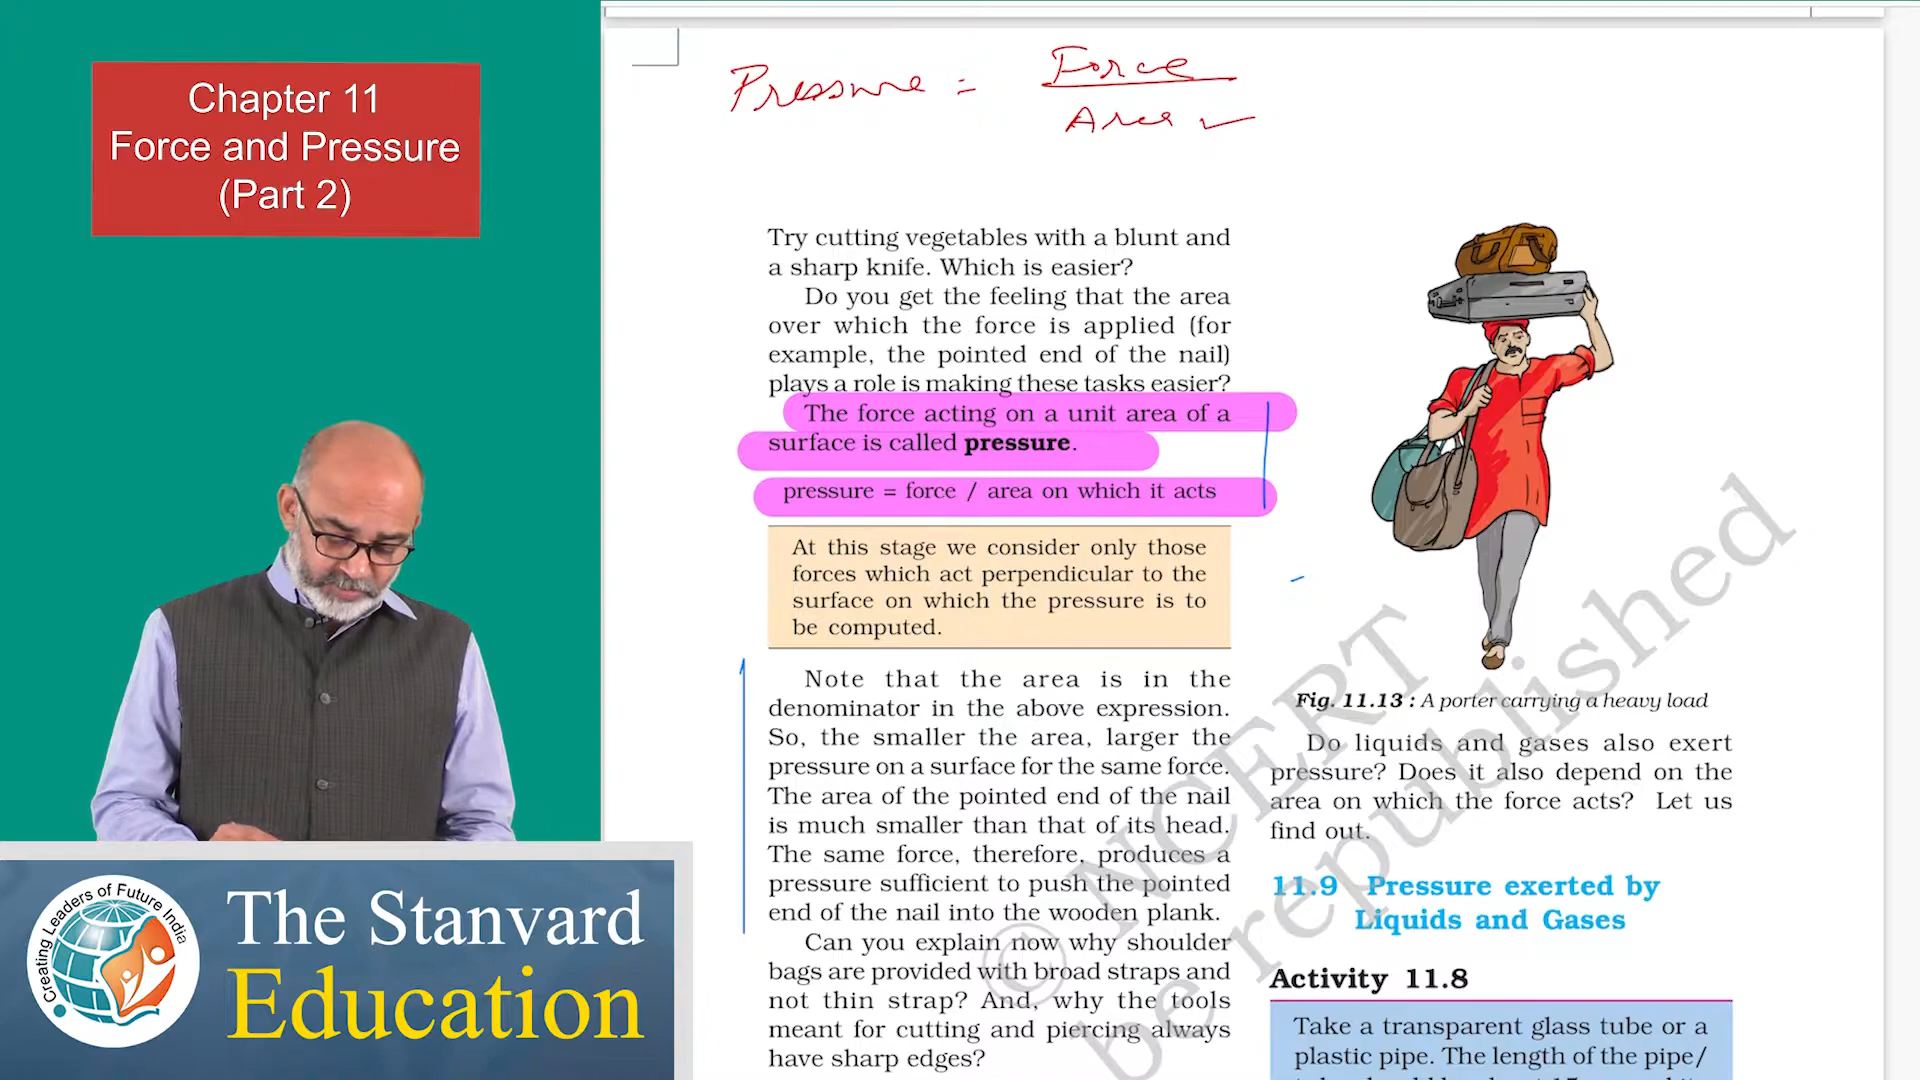 Chapter 11
Force and Pressure
(Part 2)
Pressure = Force
Area
Try cutting vegetables with a blunt and
a sharp knife. Which is easier?
Do you get the feeling that the area
over which the force is applied (for
example, the pointed end of the nail)
plays a role is making these tasks easier?
The force acting on a unit area of a
surface is called pressure.
pressure = force / area on which it acts
At this stage we consider only those
forces which act perpendicular to the
surface on which the pressure is to
be computed.
Note that the area is in the
denominator in the above expression.
So, the smaller the area, larger the
pressure on a surface for the same force.
The area of the pointed end of the nail
is much smaller than that of its head.
The same force, therefore, produces a
pressure sufficient to push the pointed
end of the nail into the wooden plank.
Can you explain now why shoulder
bags are provided with broad straps and
not thin strap? And, why the tools
meant for cutting and piercing always
have sharp edges?
Fig. 11.13 : A porter carrying a heavy load
Do liquids and gases also exert
pressure? Does it also depend on the
area on which the force acts? Let us
find out.
11.9 Pressure exerted by
Liquids and Gases
Activity 11.8
Take a transparent glass tube or a
plastic pipe. The length of the pipe/
© NCERT
be republished
Creating Leaders of Future India
The Stanvard
Education